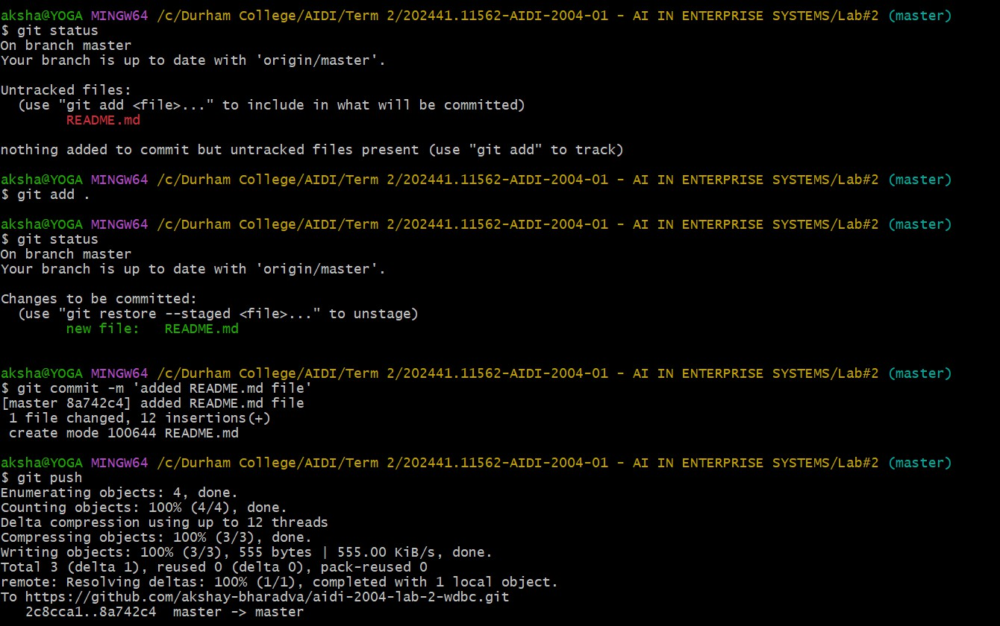 aksha@YOGA MINGW64 /c/Durham College/AIDI/Term 2/202441.11562-AIDI-2004-01 - AI IN ENTERPRISE SYSTEMS/Lab#2 (master)
$ git status
On branch master
Your branch is up to date with 'origin/master'.
Untracked files:
(use "git add <file>..." to include in what will be committed)
README.md
nothing added to commit but untracked files present (use "git add" to track)
aksha@YOGA MINGW64 /c/Durham College/AIDI/Term 2/202441.11562-AIDI-2004-01 - AI IN ENTERPRISE SYSTEMS/Lab#2 (master)
$ git add .
aksha@YOGA MINGW64 /c/Durham College/AIDI/Term 2/202441.11562-AIDI-2004-01 - AI IN ENTERPRISE SYSTEMS/Lab#2 (master)
$ git status
On branch master
Your branch is up to date with 'origin/master'.
Changes to be committed:
(use "git restore --staged <file>..." to unstage)
new file:   README.md
aksha@YOGA MINGW64 /c/Durham College/AIDI/Term 2/202441.11562-AIDI-2004-01 - AI IN ENTERPRISE SYSTEMS/Lab#2 (master)
$ git commit -m 'added README.md file'
[master 8a742c4] added README.md file
1 file changed, 12 insertions(+)
create mode 100644 README.md
aksha@YOGA MINGW64 /c/Durham College/AIDI/Term 2/202441.11562-AIDI-2004-01 - AI IN ENTERPRISE SYSTEMS/Lab#2 (master)
$ git push
Enumerating objects: 4, done.
Counting objects: 100% (4/4), done.
Delta compression using up to 12 threads
Compressing objects: 100% (3/3), done.
Writing objects: 100% (3/3), 555 bytes | 555.00 KiB/s, done.
Total 3 (delta 1), reused 0 (delta 0), pack-reused 0
remote: Resolving deltas: 100% (1/1), completed with 1 local object.
To https://github.com/akshay-bharadva/aidi-2004-lab-2-wdbc.git
2c8cca1..8a742c4  master -> master